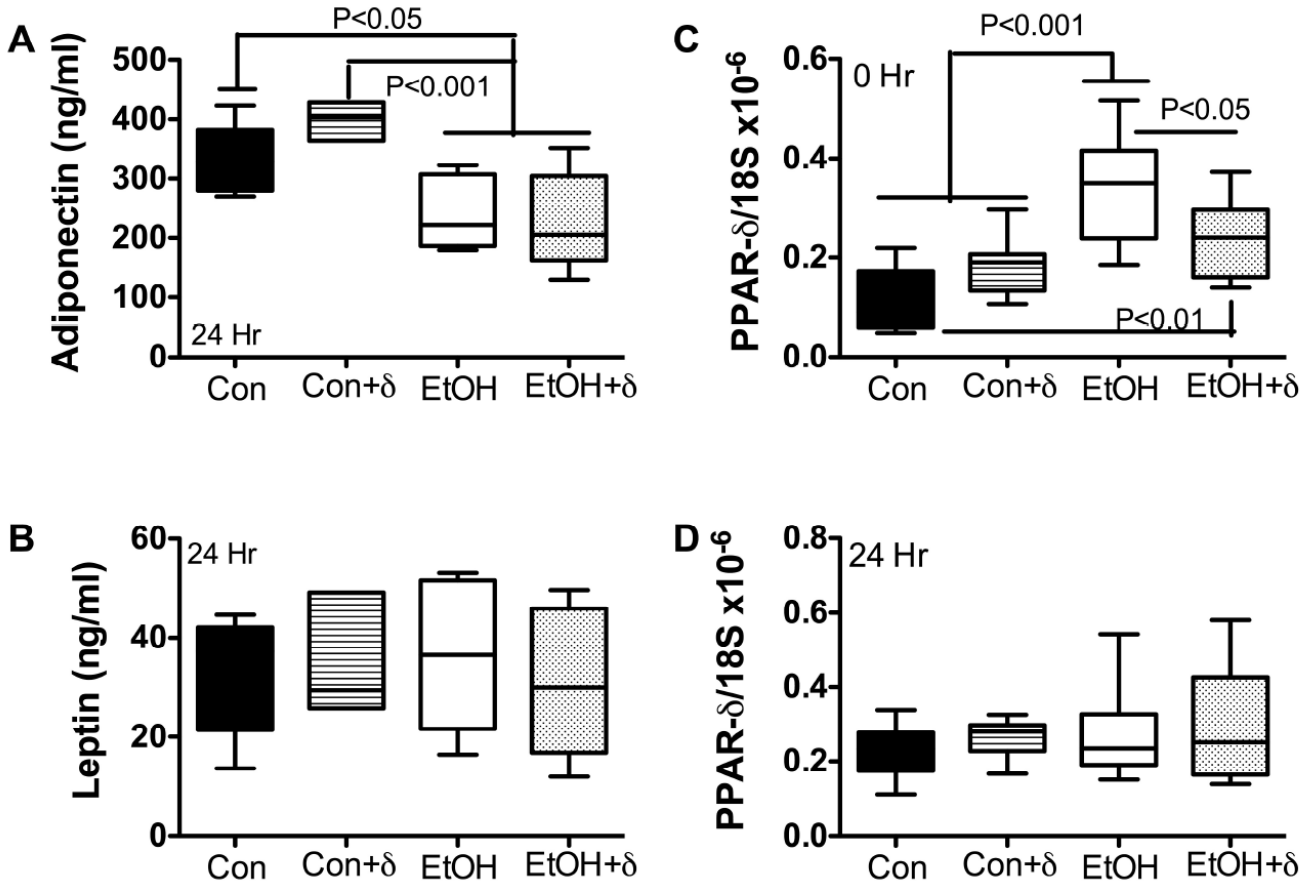 A
P<0.05
P<0.001
Adiponectin (ng/ml)
500
400
300
200
100
0
24 Hr
Con
Con+δ
EtOH
EtOH+δ
C
P<0.001
0 Hr
P<0.05
PPAR-δ/18S x10-6
0.6
0.4
0.2
0.0
P<0.01
Con
Con+δ
EtOH
EtOH+δ
B
24 Hr
Leptin (ng/ml)
60
40
20
0
Con
Con+δ
EtOH
EtOH+δ
D
24 Hr
PPAR-δ/18S x10-6
0.8
0.6
0.4
0.2
0.0
Con
Con+δ
EtOH
EtOH+δ